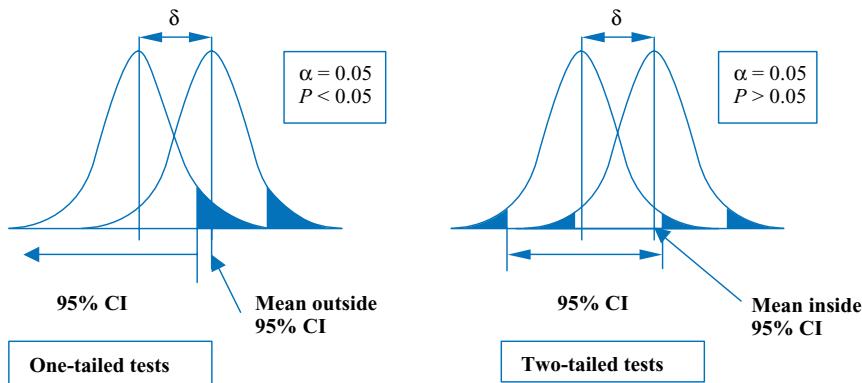 δ
α = 0.05
P < 0.05
95% CI
Mean outside
95% CI
One-tailed tests
δ
α = 0.05
P > 0.05
95% CI
Mean inside
95% CI
Two-tailed tests